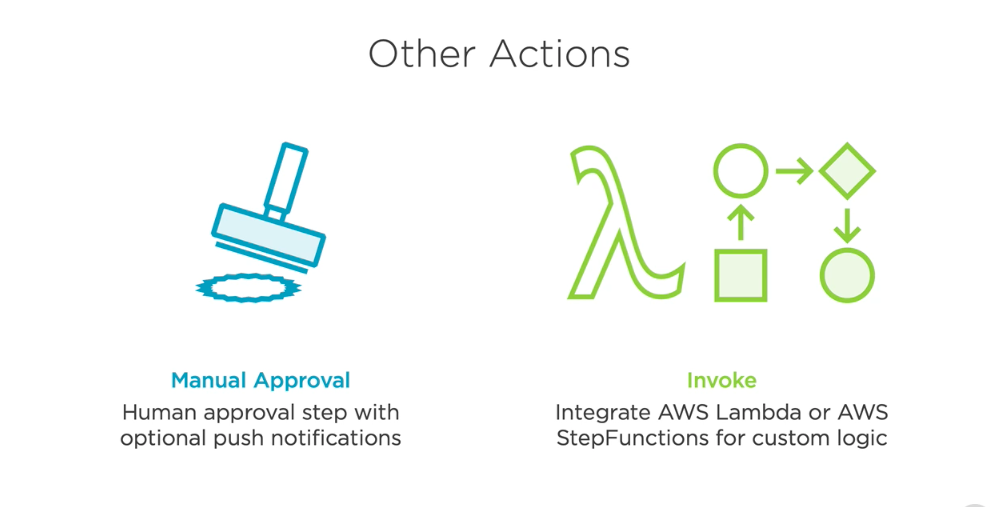 Other Actions
Manual Approval
Human approval step with
optional push notifications
Invoke
Integrate AWS Lambda or AWS
StepFunctions for custom logic